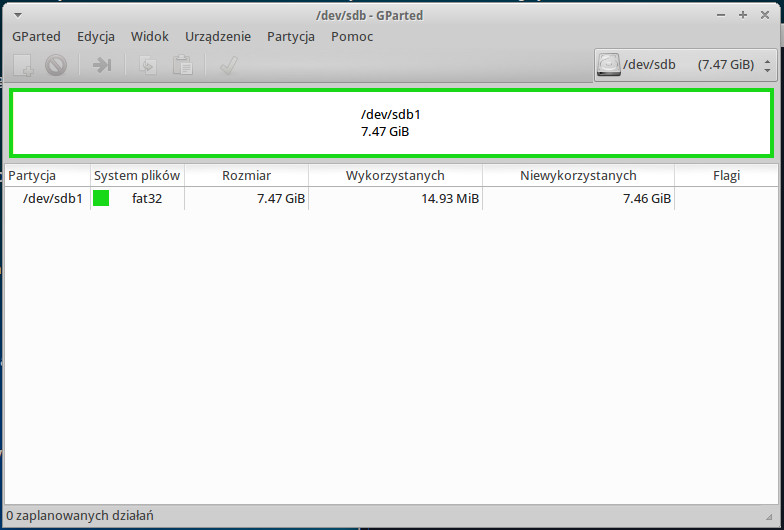 /dev/sdb - GParted
GParted Edycja Widok Urządzenie Partycja Pomoc
/dev/sdb (7.47 GiB)
/dev/sdb1
7.47 GiB
Partycja System plików Rozmiar Wykorzystanych Niewykorzystanych Flagi
/dev/sdb1 fat32 7.47 GiB 14.93 MiB 7.46 GiB
0 zaplanowanych działań